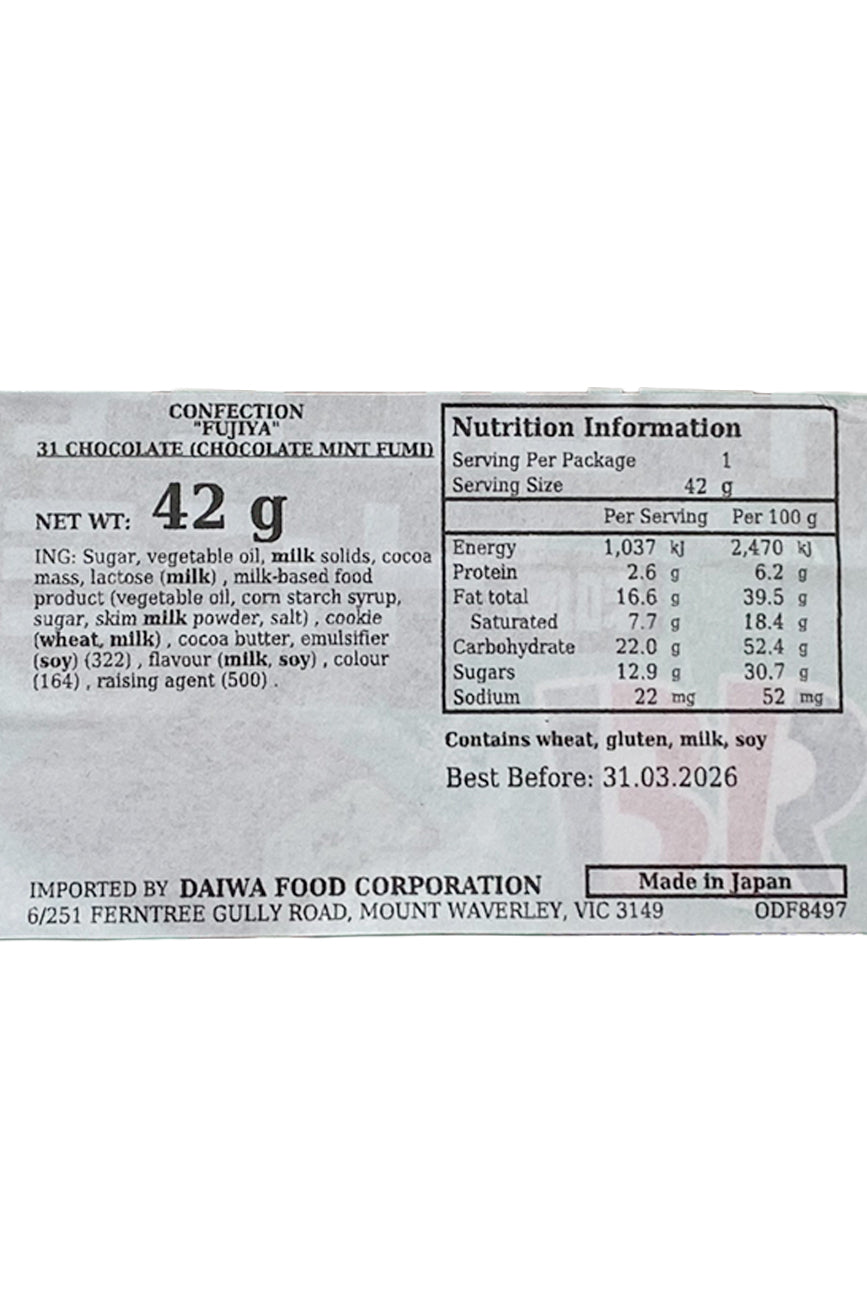 CONFECTION
"FUJIYA"
31 CHOCOLATE (CHOCOLATE MINT FUMI)
NET WT: 42 g
ING: Sugar, vegetable oil, milk solids, cocoa
mass, lactose (milk) , milk-based food
product (vegetable oil, corn starch syrup,
sugar, skim milk powder, salt) , cookie
(wheat, milk) , cocoa butter, emulsifier
(soy) (322) , flavour (milk, soy) , colour
(164) , raising agent (500) .
Nutrition Information
Serving Per Package 1
Serving Size 42 g
Per Serving Per 100 g
Energy 1,037 kj 2,470 kj
Protein 2.6 g 6.2 g
Fat total 16.6 g 39.5 g
Saturated 7.7 g 18.4 g
Carbohydrate 22.0 g 52.4 g
Sugars 12.9 g 30.7 g
Sodium 22 mg 52 mg
Contains wheat, gluten, milk, soy
Best Before: 31.03.2026
IMPORTED BY DAIWA FOOD CORPORATION
Made in Japan
6/251 FERNTREE GULLY ROAD, MOUNT WAVERLEY, VIC 3149 ODF8497